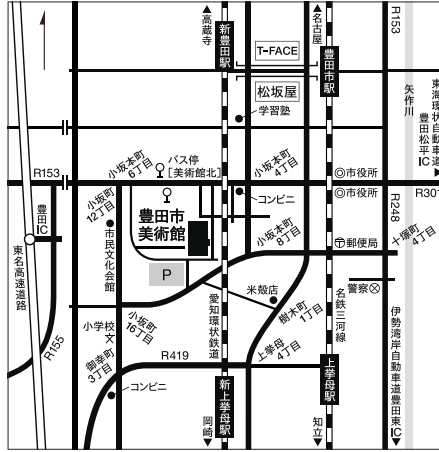 ▲高蔵寺
▲名古屋
R153
新豊田駅
T-FACE
豊田市駅
松坂屋
矢作川
東海環状自動車道
豊田松平IC▶
学習塾
小坂本町
6丁目
バス停
[美術館北]
小坂本町
4丁目
◎市役所
R153
コンビニ
◎市役所
R301
小坂町
12丁目
豊田IC
豊田市
美術館
R248
市民文化会館
小坂本町
8丁目
〒郵便局
十塚町
4丁目
東名高速道路
P
愛知環状鉄道
米殻店
名鉄三河線
警察
小学校
文
小坂町
16丁目
樹木町
1丁目
伊勢湾岸自動車道豊田東IC▼
R155
御幸町
3丁目
R419
上挙母
4丁目
コンビニ
新上挙母駅
上挙母駅
岡崎▼
知立▼